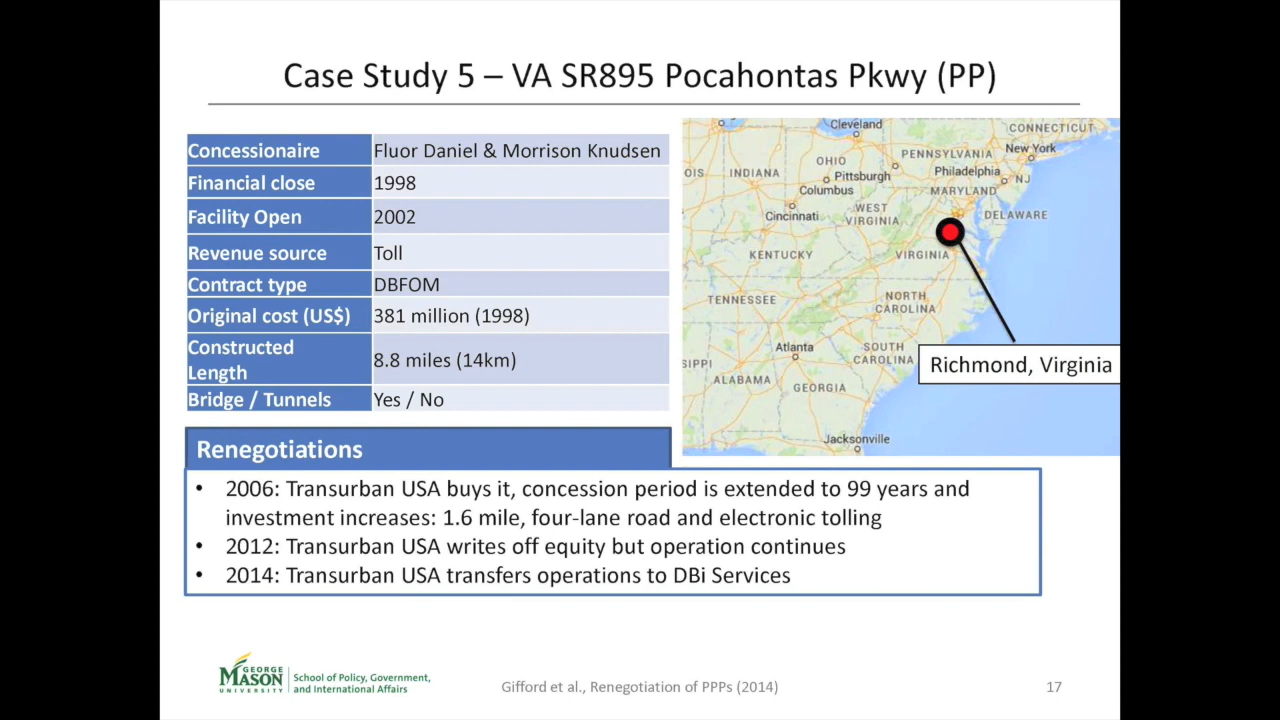 Case Study 5 – VA SR895 Pocahontas Pkwy (PP)
Concessionaire Fluor Daniel & Morrison Knudsen
Financial close 1998
Facility Open 2002
Revenue source Toll
Contract type DBFOM
Original cost (US$) 381 million (1998)
Constructed
Length 8.8 miles (14km)
Bridge / Tunnels Yes / No
Cleveland
CONNECTICUT
New York
PENNSYLVANIA
OHIO
OIS
INDIANA
Pittsburgh
Philadelphia
NJ
Columbus
MARYLAND
Cincinnati
WEST
VIRGINIA
DELAWARE
KENTUCKY
VIRGINIA
TENNESSEE
NORTH
CAROLINA
Atlanta
SOUTH
CAROLINA
SIPPI
ALABAMA
GEORGIA
Jacksonville
Richmond, Virginia
Renegotiations
• 2006: Transurban USA buys it, concession period is extended to 99 years and
investment increases: 1.6 mile, four-lane road and electronic tolling
• 2012: Transurban USA writes off equity but operation continues
• 2014: Transurban USA transfers operations to DBi Services
GEORGE
MASON
UNIVERSITY
School of Policy, Government,
and International Affairs
Gifford et al., Renegotiation of PPPs (2014)
17